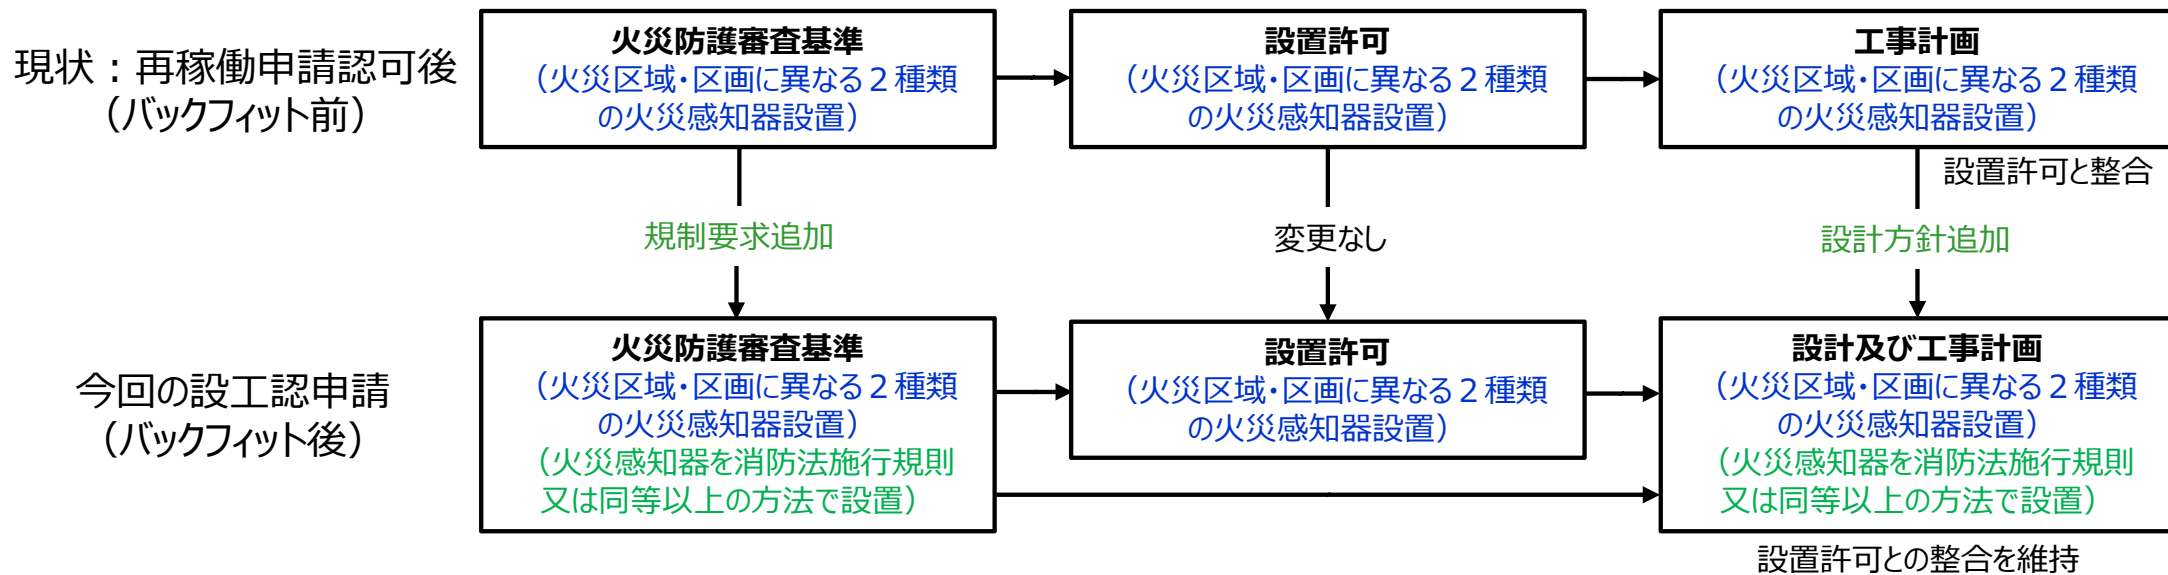 現状：再稼働申請認可後
（バックフィット前）
火災防護審査基準
（火災区域・区画に異なる２種類
の火災感知器設置）
設置許可
（火災区域・区画に異なる２種類
の火災感知器設置）
工事計画
（火災区域・区画に異なる２種類
の火災感知器設置）
設置許可と整合
規制要求追加
変更なし
設計方針追加
今回の設工認申請
（バックフィット後）
火災防護審査基準
（火災区域・区画に異なる２種類
の火災感知器設置）
（火災感知器を消防法施行規則
又は同等以上の方法で設置）
設置許可
（火災区域・区画に異なる２種類
の火災感知器設置）
設計及び工事計画
（火災区域・区画に異なる２種類
の火災感知器設置）
（火災感知器を消防法施行規則
又は同等以上の方法で設置）
設置許可との整合を維持